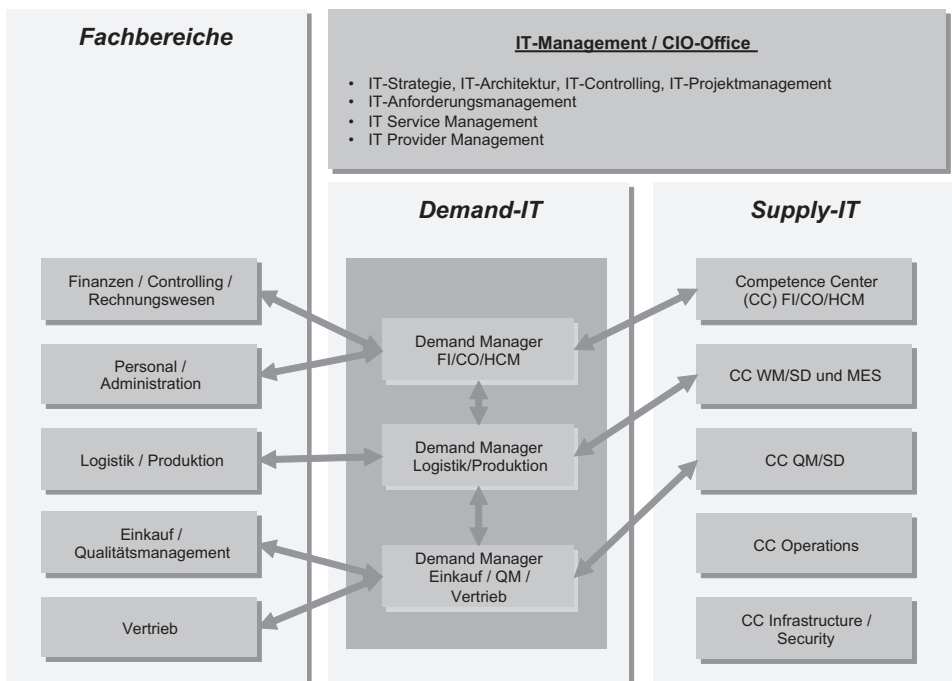 Fachbereiche
IT-Management / CIO-Office
• IT-Strategie, IT-Architektur, IT-Controlling, IT-Projektmanagement
• IT-Anforderungsmanagement
• IT Service Management
• IT Provider Management
Demand-IT
Supply-IT
Finanzen / Controlling /
Rechnungswesen
Personal /
Administration
Logistik / Produktion
Einkauf /
Qualitätsmanagement
Vertrieb
Demand Manager
FI/CO/HCM
Demand Manager
Logistik/Produktion
Demand Manager
Einkauf / QM /
Vertrieb
Competence Center
(CC) FI/CO/HCM
CC WM/SD und MES
CC QM/SD
CC Operations
CC Infrastructure /
Security